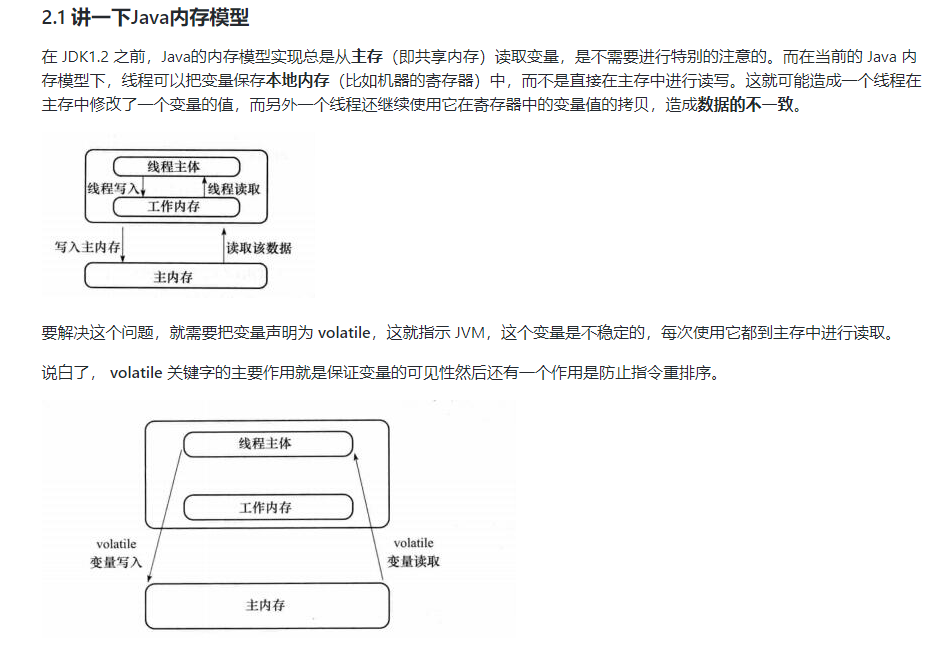 2.1 讲一下Java内存模型
在 JDK1.2 之前，Java的内存模型实现总是从主存（即共享内存）读取变量，是不需要进行特别的注意的。而在当前的 Java 内
存模型下，线程可以把变量保存本地内存（比如机器的寄存器）中，而不是直接在主存中进行读写。这就可能造成一个线程在
主存中修改了一个变量的值，而另外一个线程还继续使用它在寄存器中的变量值的拷贝，造成数据的不一致。
线程主体
线程写入
线程读取
工作内存
写入主内存
读取该数据
主内存
要解决这个问题，就需要把变量声明为 volatile，这就指示 JVM，这个变量是不稳定的，每次使用它都到主存中进行读取。
说白了， volatile 关键字的主要作用就是保证变量的可见性然后还有一个作用是防止指令重排序。
线程主体
工作内存
volatile
变量写入
volatile
变量读取
主内存